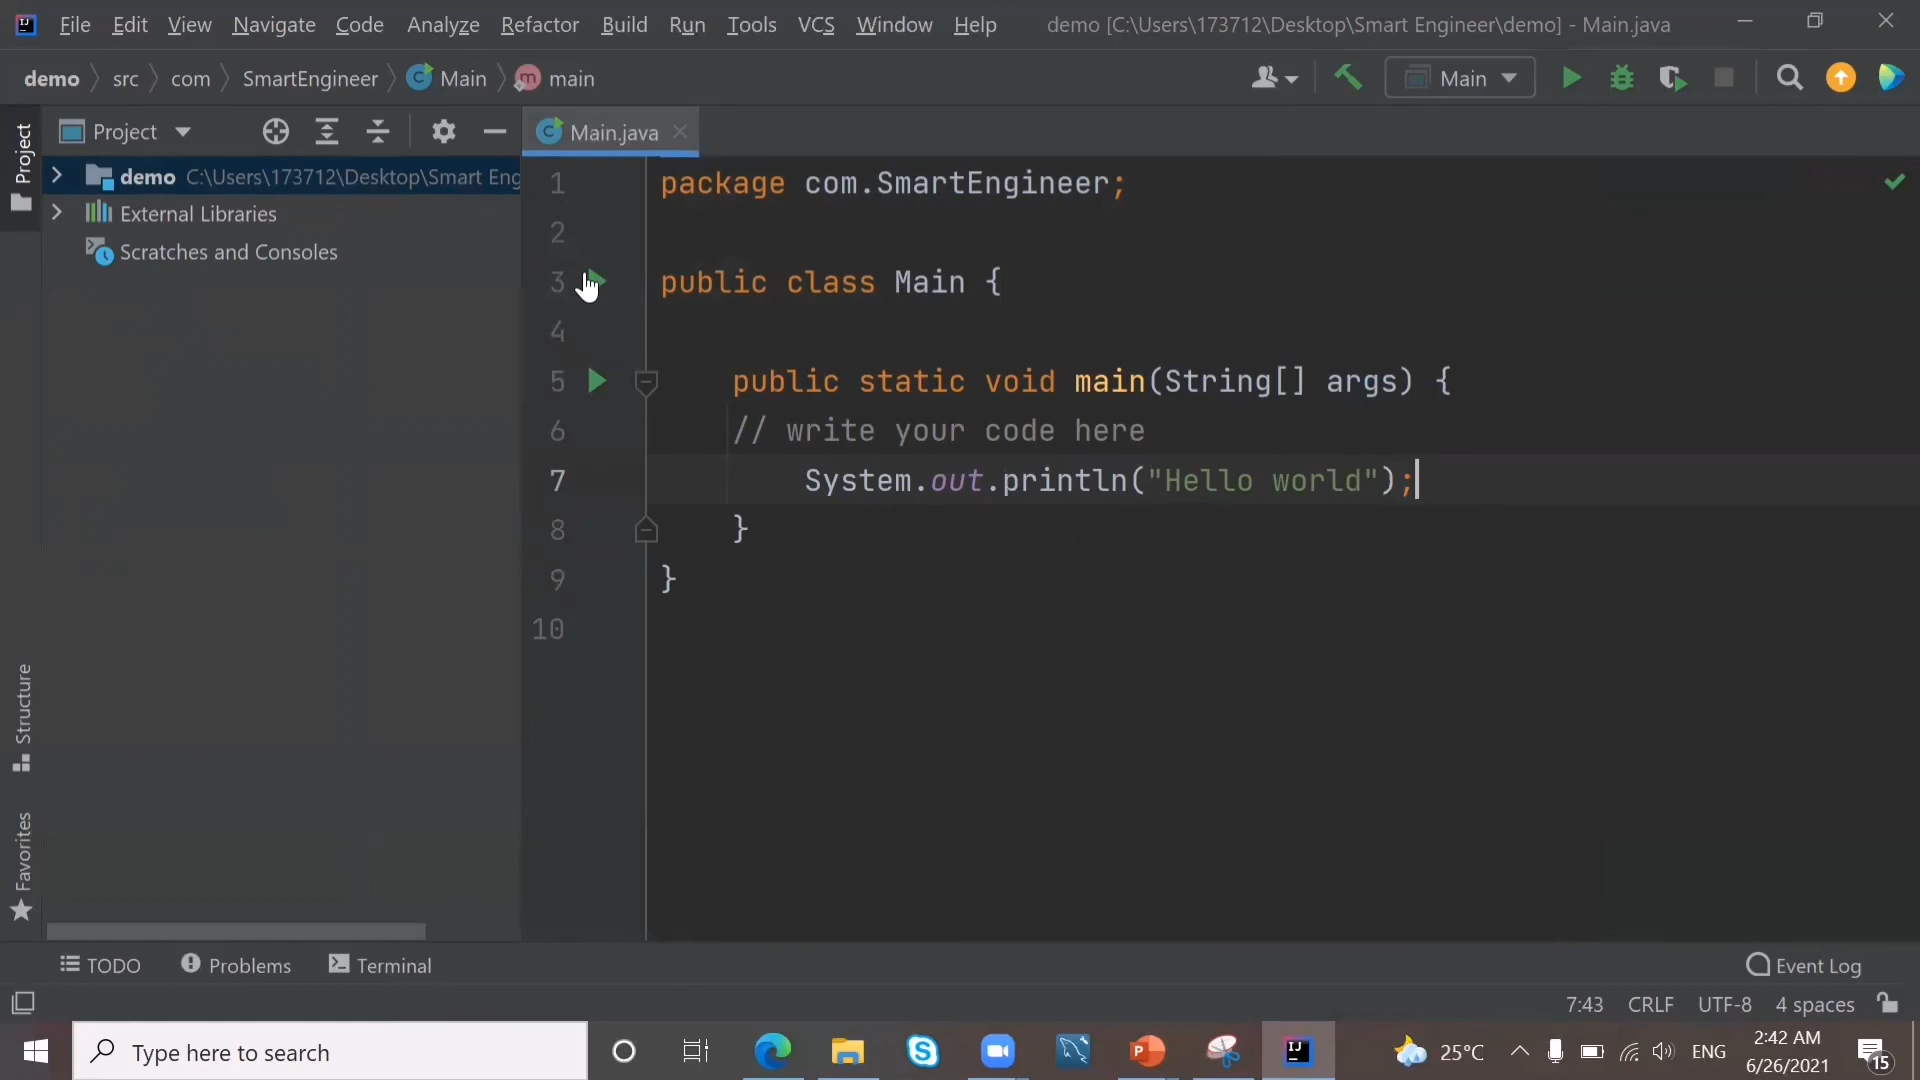 File Edit View Navigate Code Analyze Refactor Build Run Tools VCS Window Help demo [C:\Users\173712\Desktop\Smart Engineer\demo] - Main.java
demo src com SmartEngineer Main main Main
Project
Project
Main.java
demo C:\Users\173712\Desktop\Smart Eng
External Libraries
Scratches and Consoles
1 package com.SmartEngineer;
2
3 public class Main {
4
5 public static void main(String[] args) {
6 // write your code here
7 System.out.println("Hello world");
8 }
9 }
10
Structure
Favorites
TODO Problems Terminal Event Log
7:43 CRLF UTF-8 4 spaces
Type here to search
25°C ENG
2:42 AM
6/26/2021
15